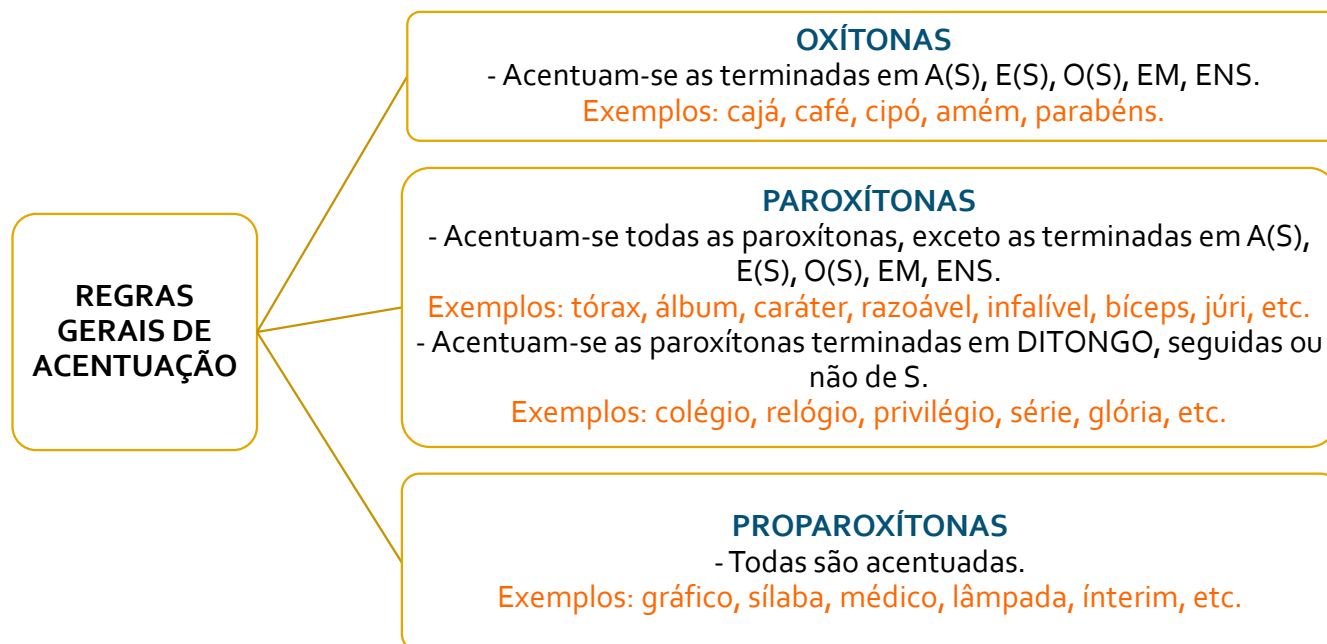 REGRAS
GERAIS DE
ACENTUAÇÃO
OXÍTONAS
- Acentuam-se as terminadas em A(S), E(S), O(S), EM, ENS.
Exemplos: cajá, café, cipó, amém, parabéns.
PAROXÍTONAS
- Acentuam-se todas as paroxítonas, exceto as terminadas em A(S),
E(S), O(S), EM, ENS.
Exemplos: tórax, álbum, caráter, razoável, infalível, bíceps, júri, etc.
- Acentuam-se as paroxítonas terminadas em DITONGO, seguidas ou
não de S.
Exemplos: colégio, relógio, privilégio, série, glória, etc.
PROPAROXÍTONAS
- Todas são acentuadas.
Exemplos: gráfico, sílaba, médico, lâmpada, ínterim, etc.